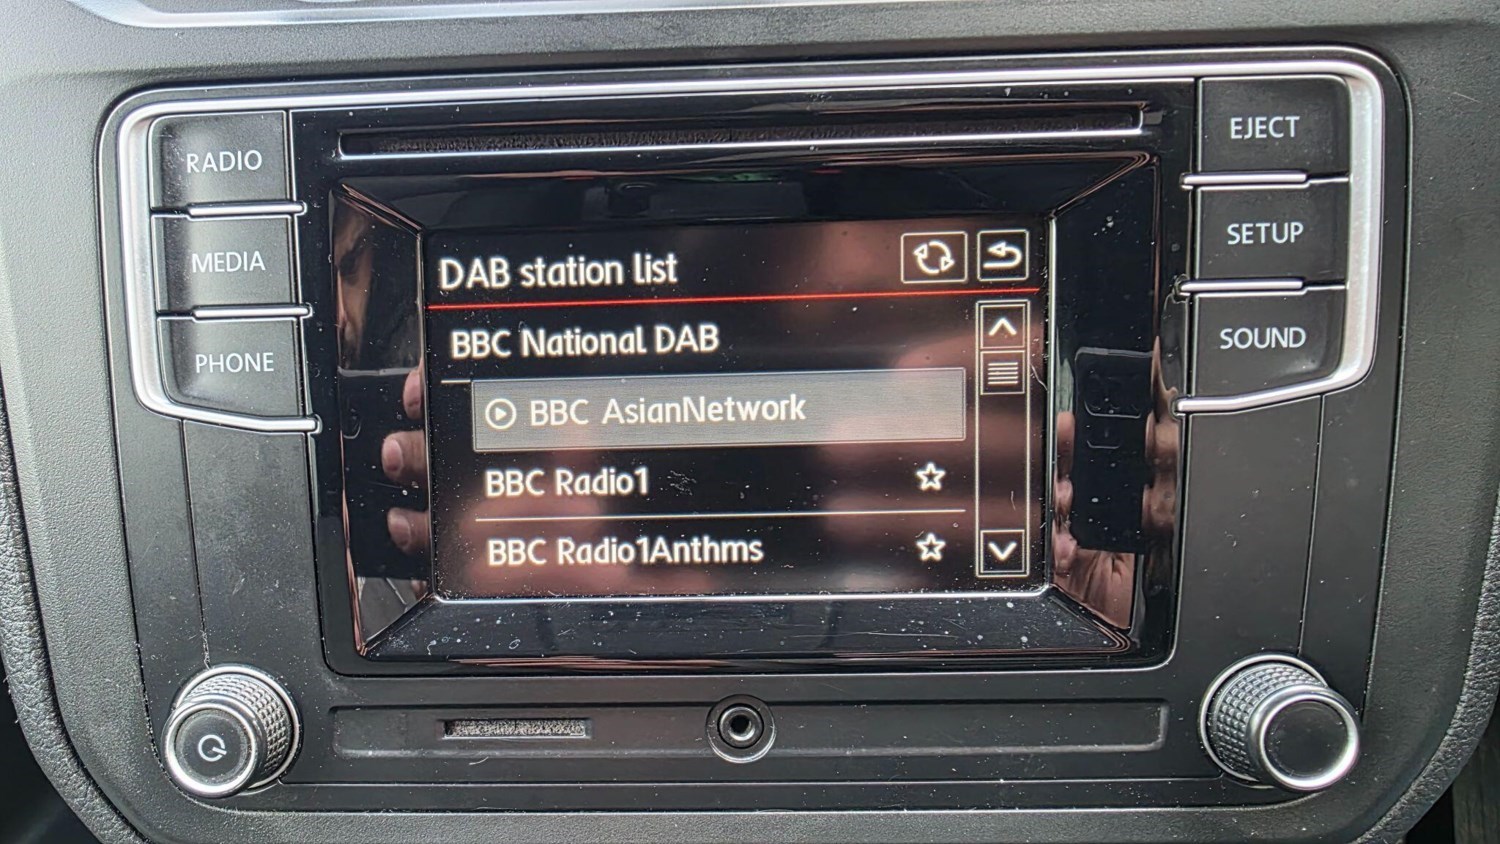 RADIO
MEDIA
PHONE
EJECT
SETUP
SOUND
DAB station list
BBC National DAB
BBC AsianNetwork
BBC Radio1
BBC Radio1Anthms